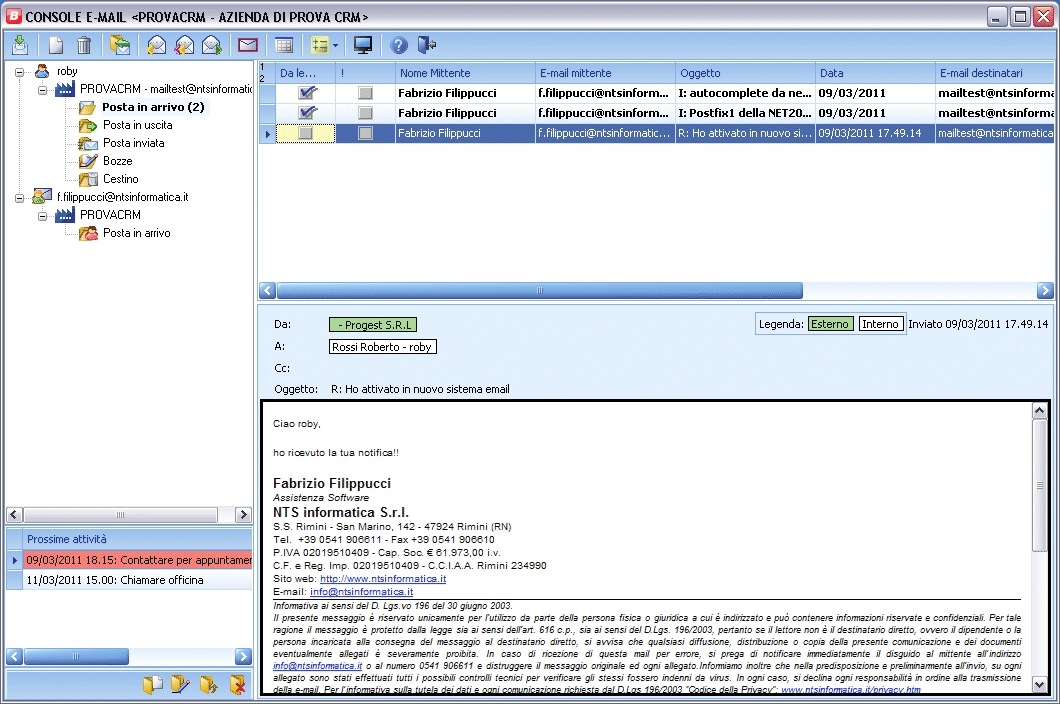 CONSOLE E-MAIL <PROVACRM - AZIENDA DI PROVA CRM>
roby
PROVACRM - mailtest@ntsinformatic
Posta in arrivo (2)
Posta in uscita
Posta inviata
Bozze
Cestino
f.filippucci@ntsinformatica.it
PROVACRM
Posta in arrivo
Prossime attività
09/03/2011 18.15: Contattare per appuntamer
11/03/2011 15.00: Chiamare officina
1
2
Da le... ! Nome Mittente E-mail mittente Oggetto Data E-mail destinatari
Fabrizio Filippucci f.filippucci@ntsinform... I: autocomplete da ne... 09/03/2011 mailtest@ntsinforma
Fabrizio Filippucci f.filippucci@ntsinform... I: Postfix1 della NET20... 09/03/2011 mailtest@ntsinforma
Fabrizio Filippucci f.filippucci@ntsinformatic... R: Ho attivato in nuovo si... 09/03/2011 17.49.14 mailtest@ntsinformatica
Da: - Progest S.R.L Legenda: Esterno Interno Inviato 09/03/2011 17.49.14
A: Rossi Roberto - roby
Cc:
Oggetto: R: Ho attivato in nuovo sistema email
Ciao roby,
ho ricevuto la tua notifica!!
Fabrizio Filippucci
Assistenza Software
NTS informatica S.r.l.
S.S. Rimini - San Marino, 142 - 47924 Rimini (RN)
Tel. +39 0541 906611 - Fax +39 0541 906610
P.IVA 02019510409 - Cap. Soc. € 61.973,00 i.v.
C.F. e Reg. Imp. 02019510409 - C.C.I.A.A. Rimini 234990
Sito web: http://www.ntsinformatica.it
E-mail: info@ntsinformatica.it
Informativa ai sensi del D. Lgs.vo 196 del 30 giugno 2003.
Il presente messaggio è riservato unicamente per l'utilizzo da parte della persona fisica o giuridica a cui è indirizzato e può contenere informazioni riservate e confidenziali. Per tale
ragione il messaggio è protetto dalla legge sia ai sensi dell'art. 616 c.p., sia ai sensi del D.Lgs. 196/2003, pertanto se il lettore non è il destinatario diretto, ovvero il dipendente o la
persona incaricata alla consegna del messaggio al destinatario diretto, si avvisa che qualsiasi diffusione, distribuzione o copia della presente comunicazione e dei documenti
eventualmente allegati è severamente proibita. In caso di ricezione di questa mail per errore, si prega di notificare immediatamente il disguido al mittente all'indirizzo
info@ntsinformatica.it o al numero 0541 906611 e distruggere il messaggio originale ed ogni allegato.Informiamo inoltre che nella predisposizione e preliminarmente all'invio, su ogni
allegato sono stati effettuati tutti i possibili controlli tecnici per verificare gli stessi fossero indenni da virus. In ogni caso, si declina ogni responsabilità in ordine alla trasmissione
della e-mail. Per l'informativa sulla tutela dei dati e ogni comunicazione richiesta dal D.Lgs 196/2003 "Codice della Privacy": www.ntsinformatica.it/privacy.htm